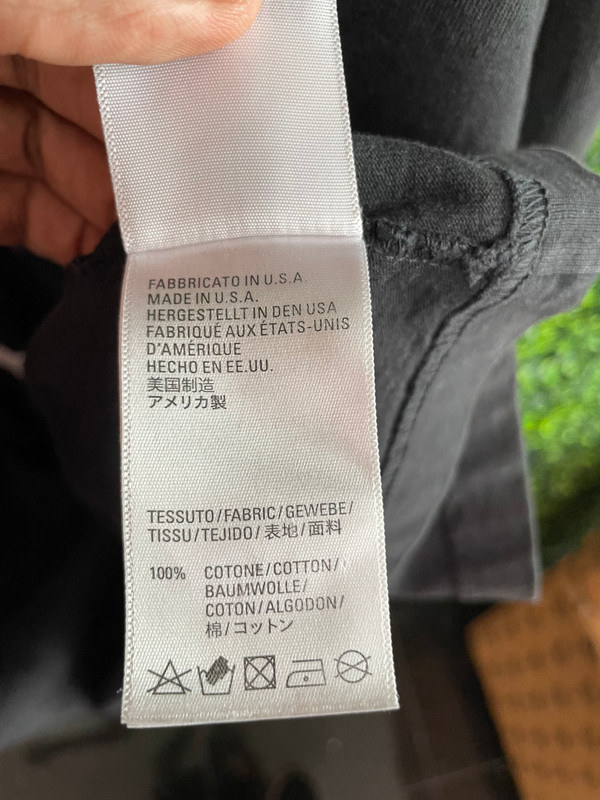 FABBRICATO IN U.S.A.
MADE IN U.S.A.
HERGESTELLT IN DEN USA
FABRIQUÉ AUX ÉTATS-UNIS
D'AMÉRIQUE
HECHO EN EE.UU.
美国制造
アメリカ製
TESSUTO/FABRIC/GEWEBE/
TISSU/TEJIDO/表地/面料
100% COTONE/COTTON/
BAUMWOLLE/
COTON/ALGODON/
棉/コットン